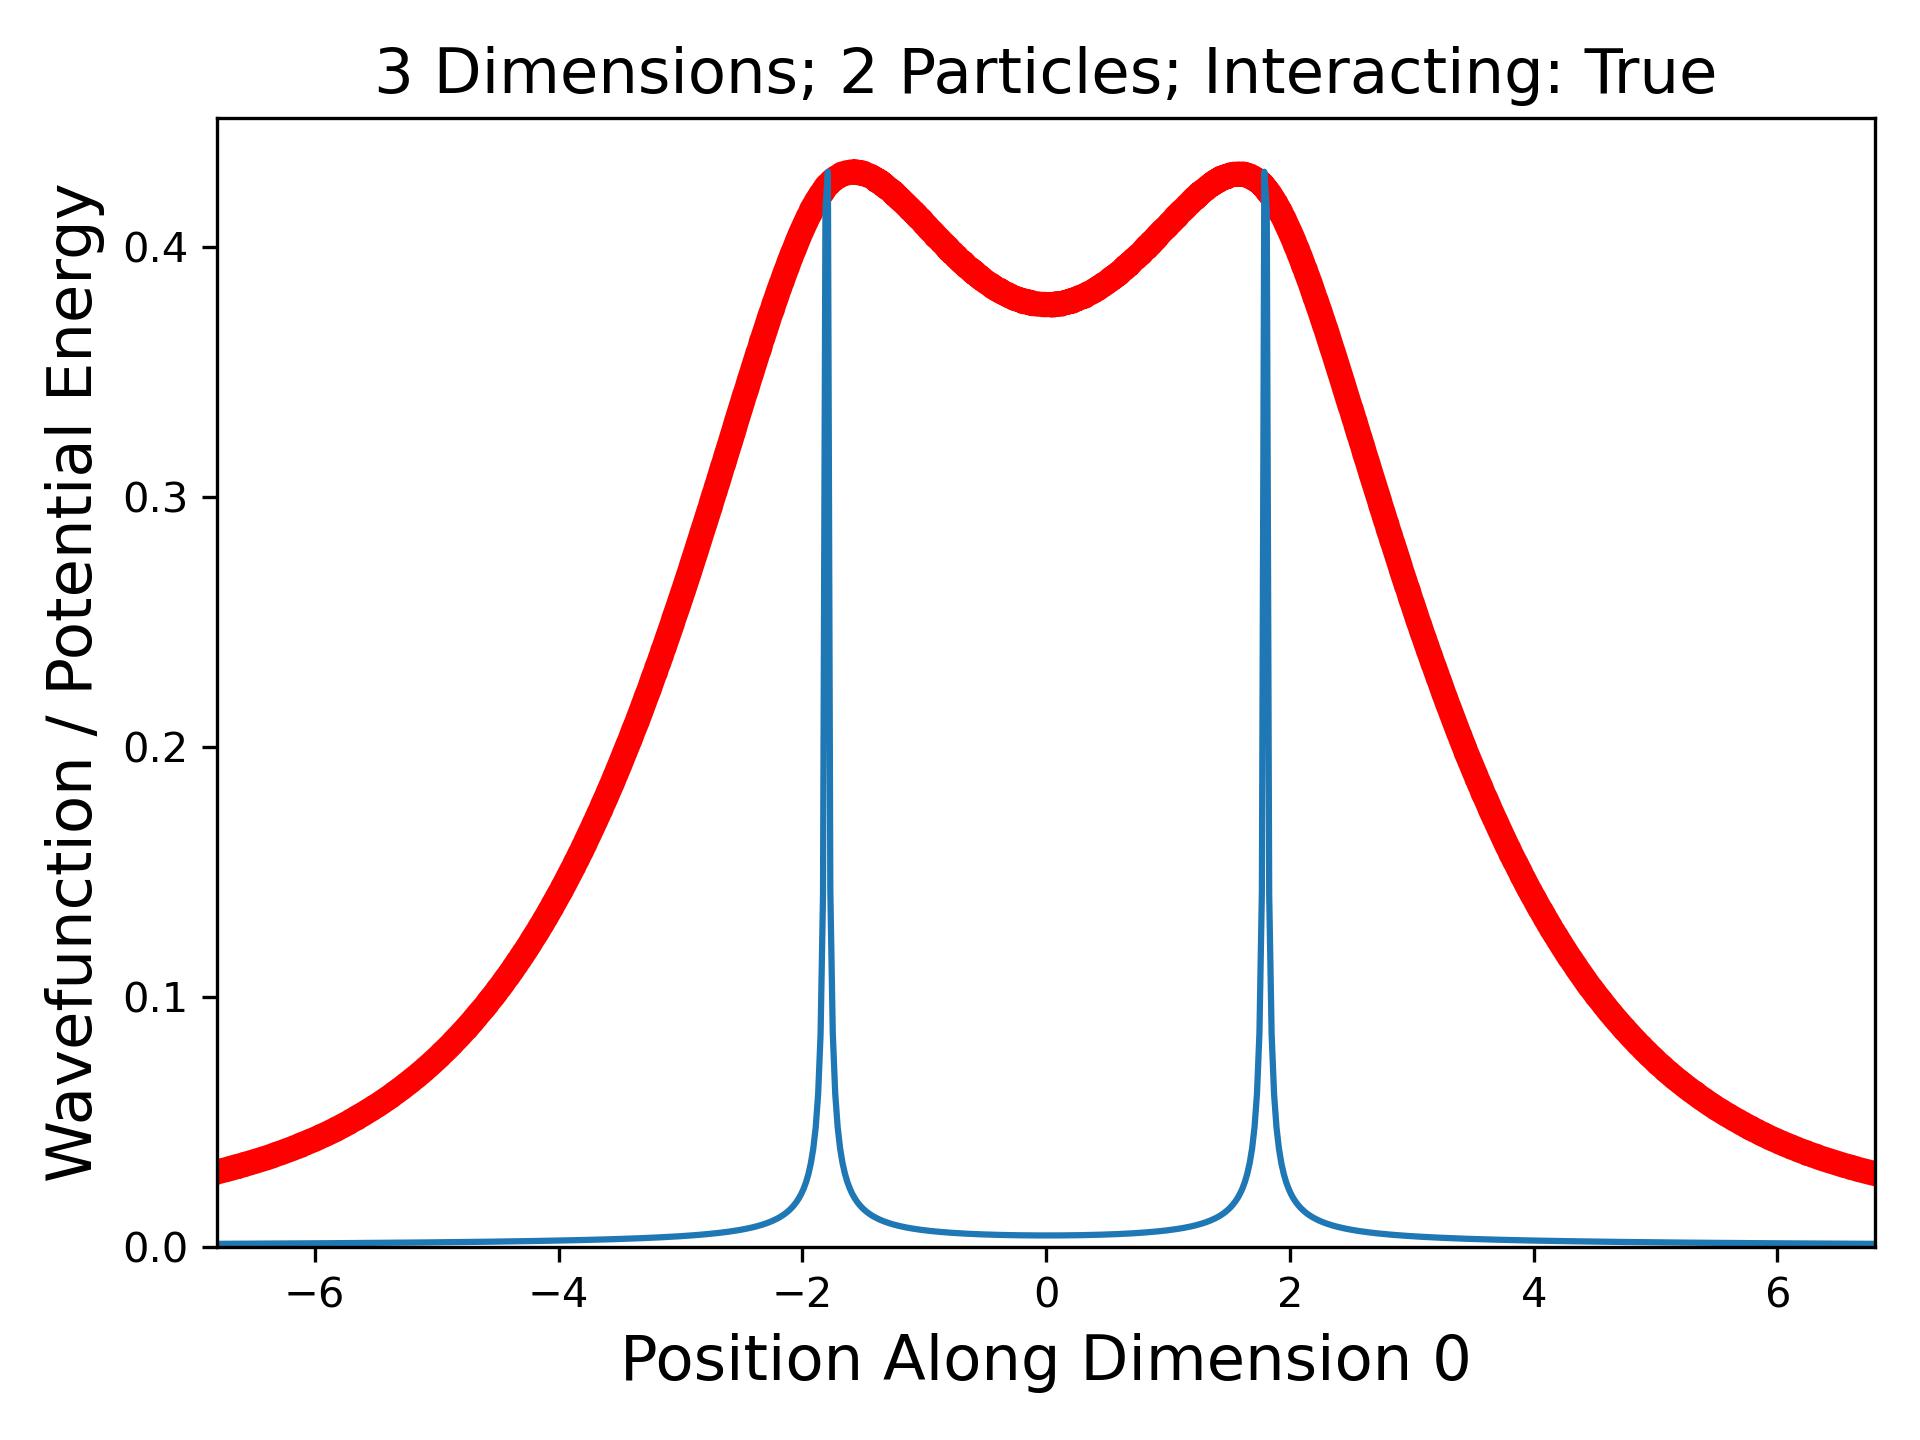 3 Dimensions; 2 Particles; Interacting: True
Wavefunction / Potential Energy
0.4
0.3
0.2
0.1
0.0
−6 −4 −2 0 2 4 6
Position Along Dimension 0